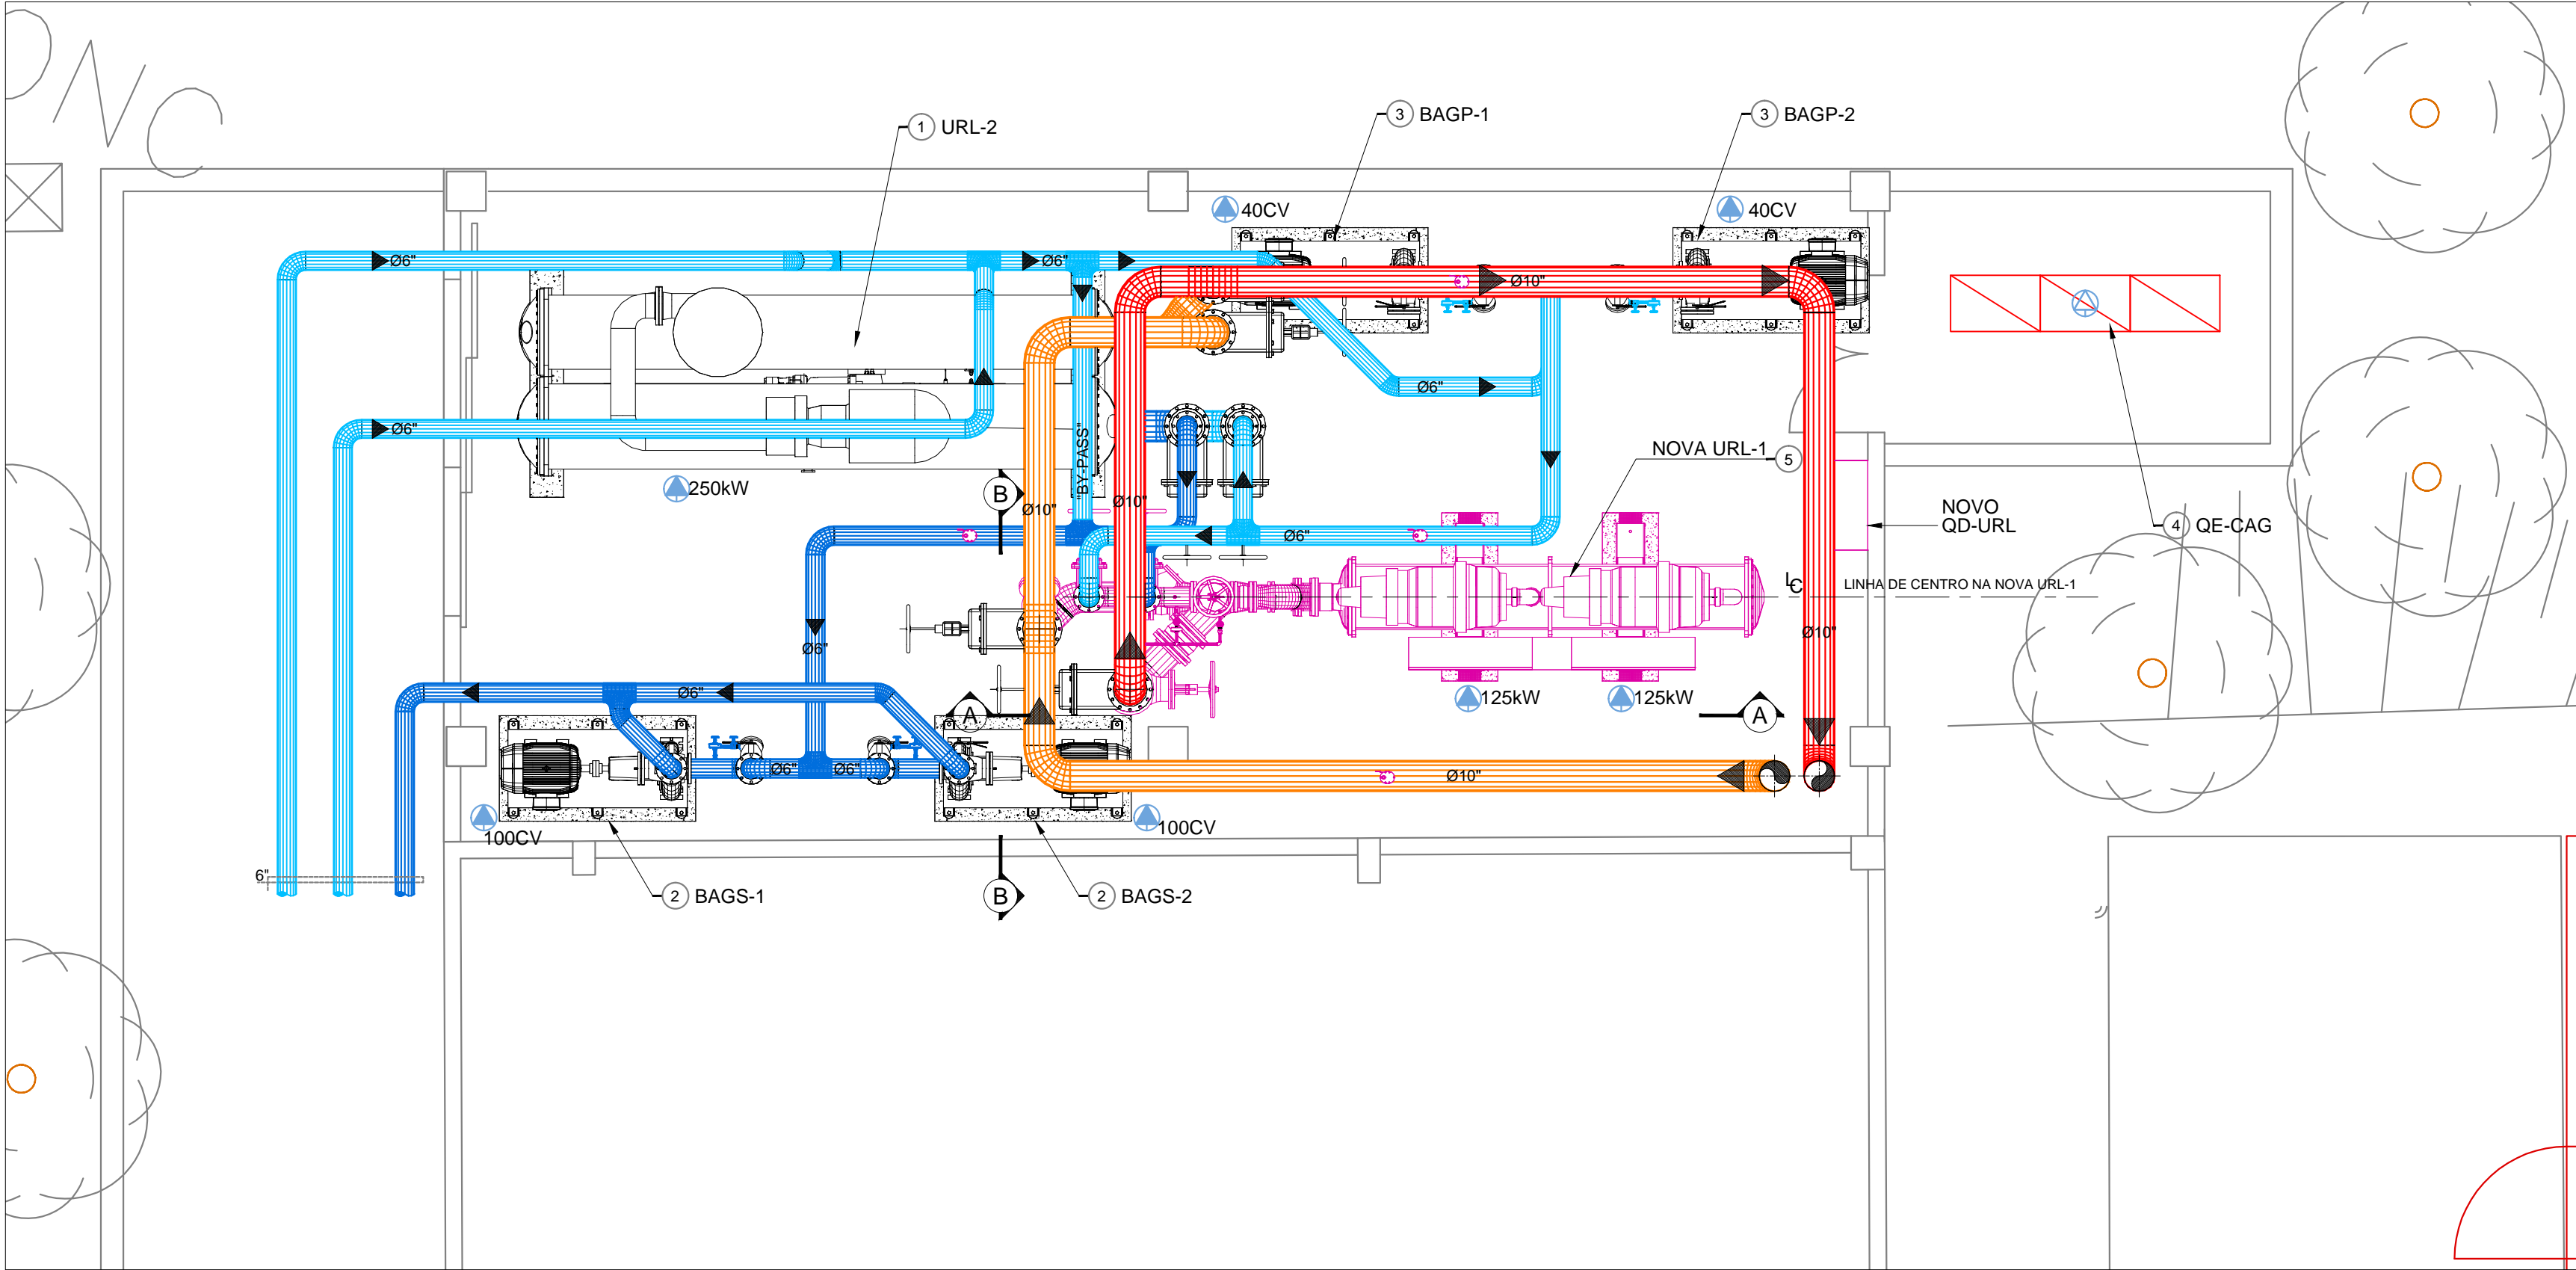 NC
1 URL-2
3 BAGP-1
3 BAGP-2
40CV
40CV
Ø6"
Ø6"
Ø10"
Ø6"
Ø6"
"BY-PASS"
NOVA URL-1 5
250kW
B
Ø10"
Ø10"
NOVO
QD-URL
4 QE-CAG
Ø6"
LC
LINHA DE CENTRO NA NOVA URL-1
Ø6"
Ø10"
Ø6"
125kW
125kW
A
A
Ø6"
Ø6"
Ø10"
100CV
100CV
6"
2 BAGS-1
B
2 BAGS-2